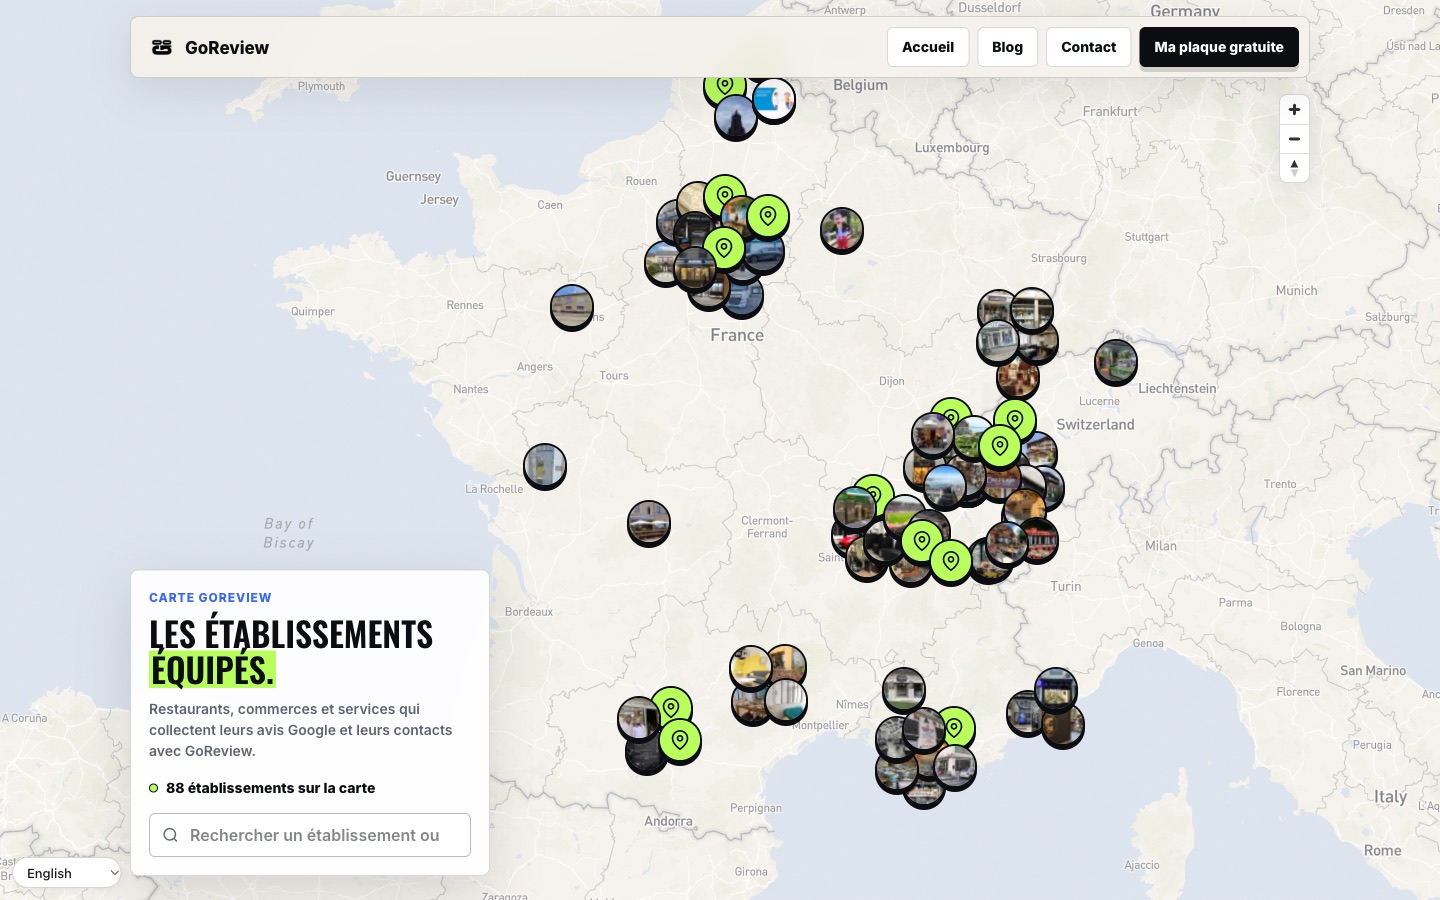 Antwerp
Dusseldorf
Germany
Dresden
GoReview
Accueil
Blog
Contact
Ma plaque gratuite
Plymouth
Belgium
Frankfurt
Luxembourg
Guernsey
Jersey
Rouen
Caen
Stuttgart
Strasbourg
Munich
Quimper
Rennes
Salzburg
France
Angers
Tours
Dijon
Nantes
Liechtenstein
Lucerne
Switzerland
La Rochelle
Trento
Bay of
Biscay
Clermont-
Ferrand
Milan
Turin
Bordeaux
Parma
Bologna
Genoa
San Marino
Florence
Nîmes
Montpellier
A Coruña
Perugia
Perpignan
Andorra
Italy
Rome
Girona
Ajaccio
Zaragoza
CARTE GOREVIEW
LES ÉTABLISSEMENTS
ÉQUIPÉS.
Restaurants, commerces et services qui
collectent leurs avis Google et leurs contacts
avec GoReview.
88 établissements sur la carte
Rechercher un établissement ou
English